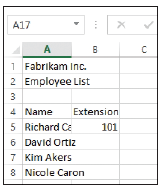 A17
A B C
1 Fabrikam Inc.
2 Employee List
3
4 Name Extension
5 Richard Ca 101
6 David Ortiz
7 Kim Akers
8 Nicole Caron